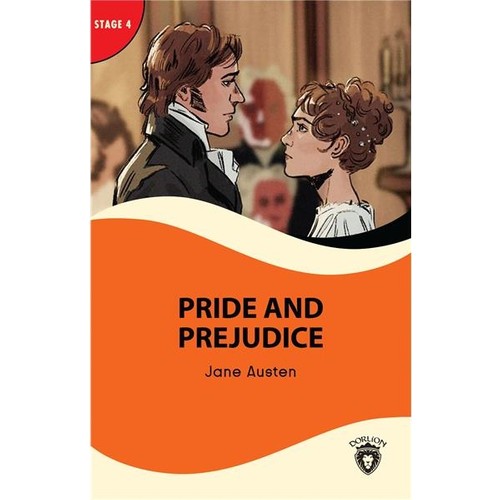 STAGE 4
PRIDE AND
PREJUDICE
Jane Austen
DORLION